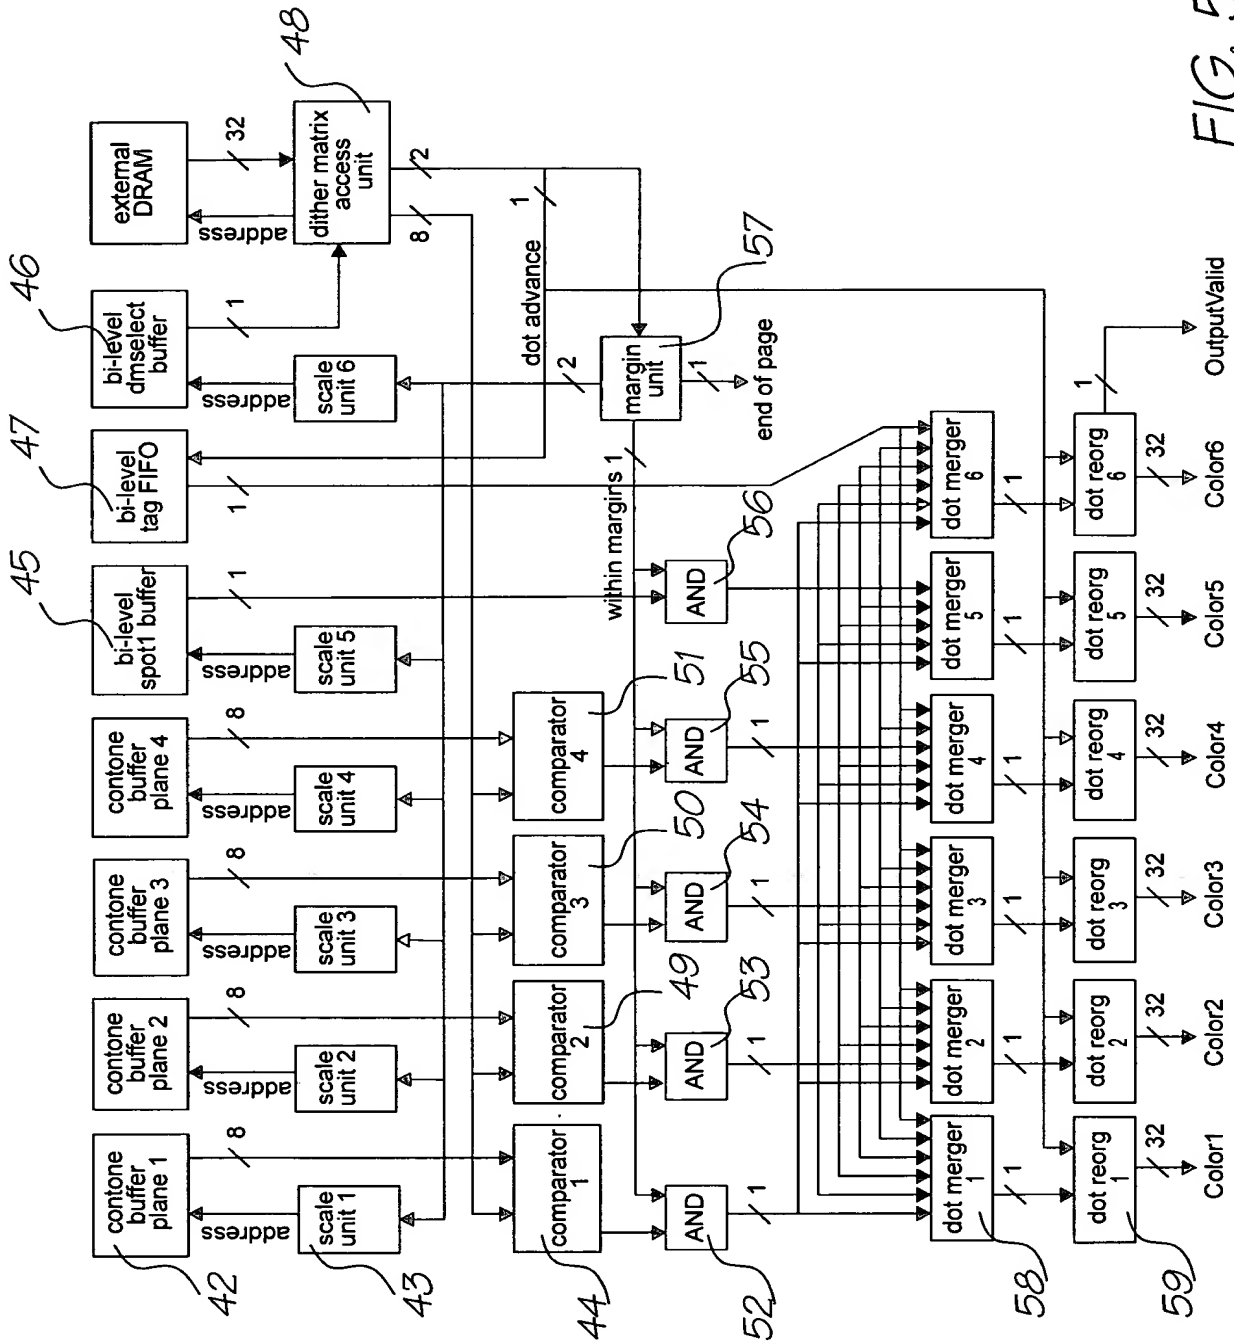 42
45
47
46
contone
buffer
plane 1
contone
buffer
plane 2
contone
buffer
plane 3
contone
buffer
plane 4
bi-level
spot1 buffer
bi-level
tag FIFO
bi-level
dmselect
buffer
external
DRAM
address
8
address
8
address
8
address
8
address
1
1
address
1
address
32
48
43
scale
unit 1
scale
unit 2
scale
unit 3
scale
unit 4
scale
unit 5
scale
unit 6
dither matrix
access
unit
8
2
1
dot advance
2
44
comparator
1
comparator
2
comparator
3
comparator
4
margin
unit
57
49
50
51
within margins 1
1
end of page
52
AND
53
AND
54
AND
55
AND
56
AND
1
1
1
1
58
dot merger
1
dot merger
2
dot merger
3
dot merger
4
dot merger
5
dot merger
6
1
1
1
1
1
1
59
dot reorg
1
dot reorg
2
dot reorg
3
dot reorg
4
dot reorg
5
dot reorg
6
1
32
32
32
32
32
32
Color1
Color2
Color3
Color4
Color5
Color6
OutputValid
FIG. 5